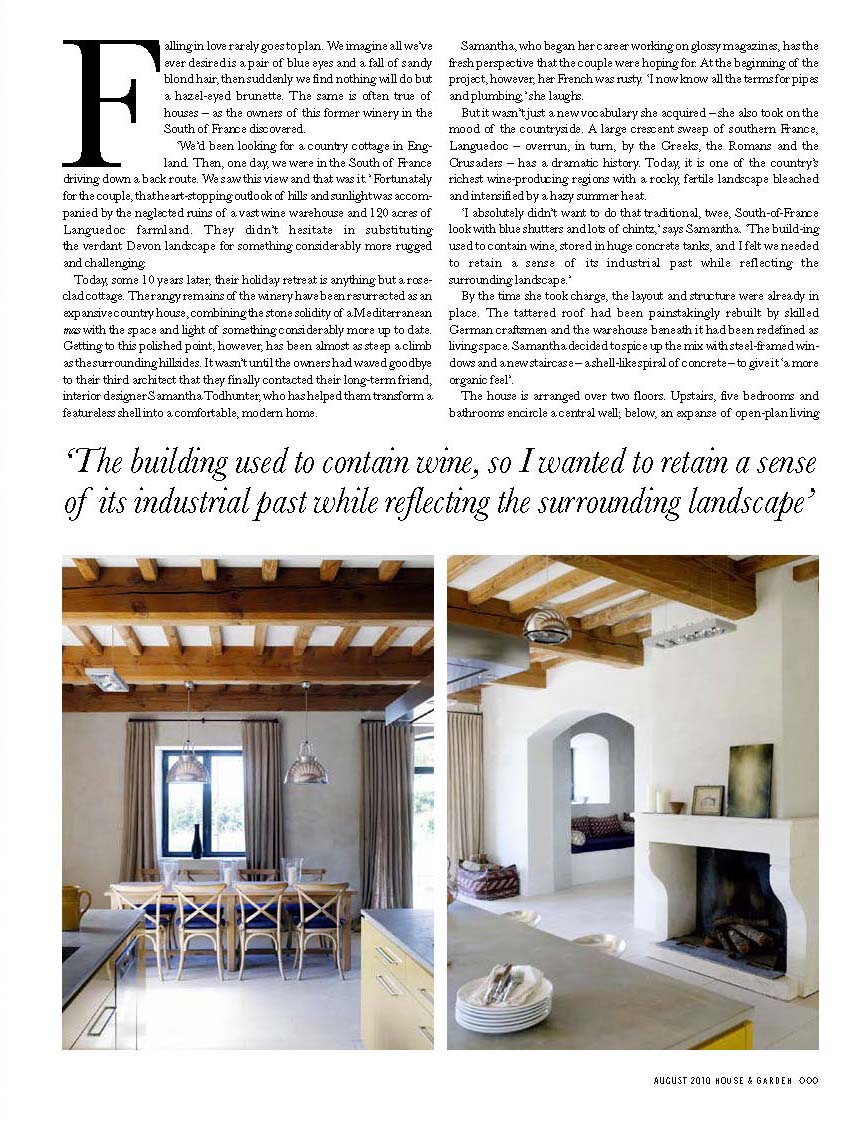 Falling in love rarely goes to plan. We imagine all we've
ever desired is a pair of blue eyes and a fall of sandy
blond hair, then suddenly we find nothing will do but
a hazel-eyed brunette. The same is often true of
houses – as the owners of this former winery in the
South of France discovered.
'We'd been looking for a country cottage in Eng-
land. Then, one day, we were in the South of France
driving down a back route. We saw this view and that was it.' Fortunately
for the couple, that heart-stopping outlook of hills and sunlight was accom-
panied by the neglected ruins of a vast wine warehouse and 120 acres of
Languedoc farmland. They didn't hesitate in substituting
the verdant Devon landscape for something considerably more rugged
and challenging.
Today, some 10 years later, their holiday retreat is anything but a rose-
clad cottage. The rangy remains of the winery have been resurrected as an
expansive country house, combining the stone solidity of a Mediterranean
mas with the space and light of something considerably more up to date.
Getting to this polished point, however, has been almost as steep a climb
as the surrounding hillsides. It wasn't until the owners had waved goodbye
to their third architect that they finally contacted their long-term friend,
interior designer Samantha Todhunter, who has helped them transform a
featureless shell into a comfortable, modern home.
Samantha, who began her career working on glossy magazines, has the
fresh perspective that the couple were hoping for. At the beginning of the
project, however, her French was rusty. 'I now know all the terms for pipes
and plumbing,' she laughs.
But it wasn't just a new vocabulary she acquired – she also took on the
mood of the countryside. A large crescent sweep of southern France,
Languedoc – overrun, in turn, by the Greeks, the Romans and the
Crusaders – has a dramatic history. Today, it is one of the country's
richest wine-producing regions with a rocky, fertile landscape bleached
and intensified by a hazy summer heat.
'I absolutely didn't want to do that traditional, twee, South-of-France
look with blue shutters and lots of chintz,' says Samantha. 'The build-ing
used to contain wine, stored in huge concrete tanks, and I felt we needed
to retain a sense of its industrial past while reflecting the
surrounding landscape.'
By the time she took charge, the layout and structure were already in
place. The tattered roof had been painstakingly rebuilt by skilled
German craftsmen and the warehouse beneath it had been redefined as
living space. Samantha decided to spice up the mix with steel-framed win-
dows and a new staircase – a shell-like spiral of concrete – to give it 'a more
organic feel'.
The house is arranged over two floors. Upstairs, five bedrooms and
bathrooms encircle a central well; below, an expanse of open-plan living
'The building used to contain wine, so I wanted to retain a sense
of its industrial past while reflecting the surrounding landscape'
AUGUST 2010 HOUSE & GARDEN 000